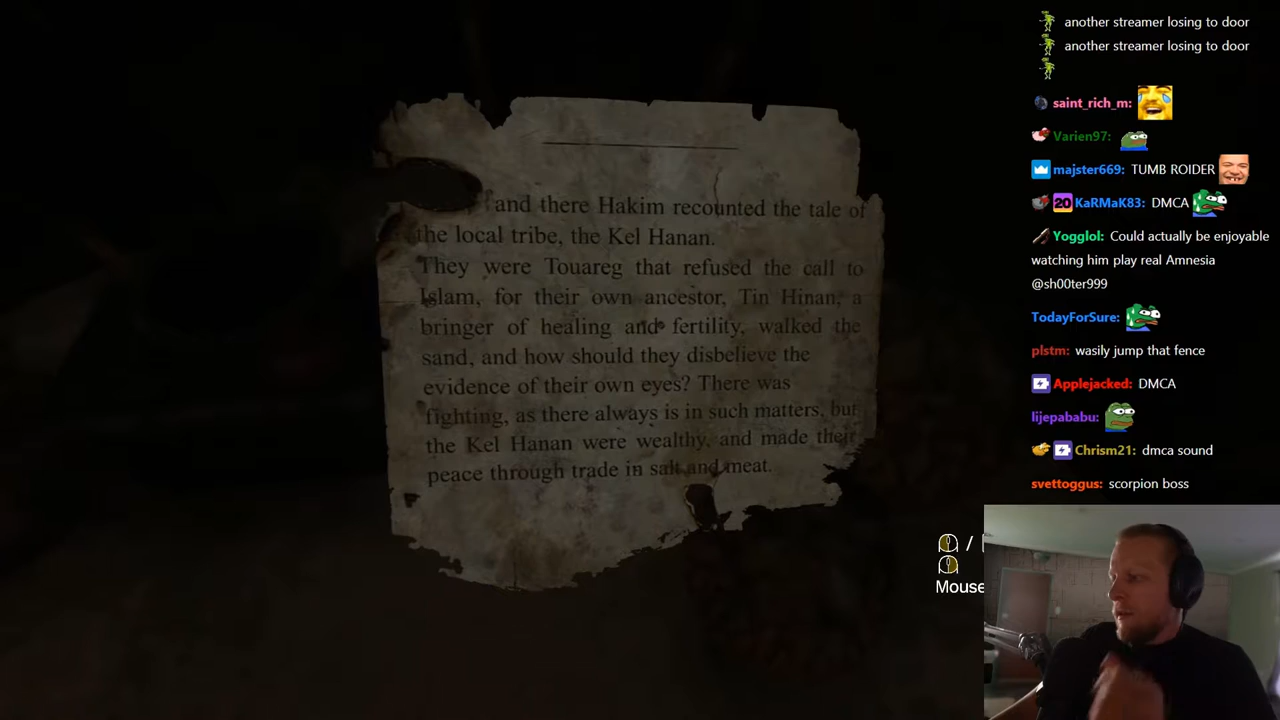 and there Hakim recounted the tale of
the local tribe, the Kel Hanan.
They were Touareg that refused the call to
Islam, for their own ancestor, Tin Hinan, a
bringer of healing and fertility, walked the
sand, and how should they disbelieve the
evidence of their own eyes? There was
fighting, as there always is in such matters, but
the Kel Hanan were wealthy, and made their
peace through trade in salt and meat.
/
Mouse
another streamer losing to door
another streamer losing to door
saint_rich_m:
Varien97:
majster669: TUMB ROIDER
20 KaRMaK83: DMCA
Yogglol: Could actually be enjoyable
watching him play real Amnesia
@sh00ter999
TodayForSure:
plstm: wasily jump that fence
Applejacked: DMCA
lijepababu:
Chrism21: dmca sound
svettoggus: scorpion boss